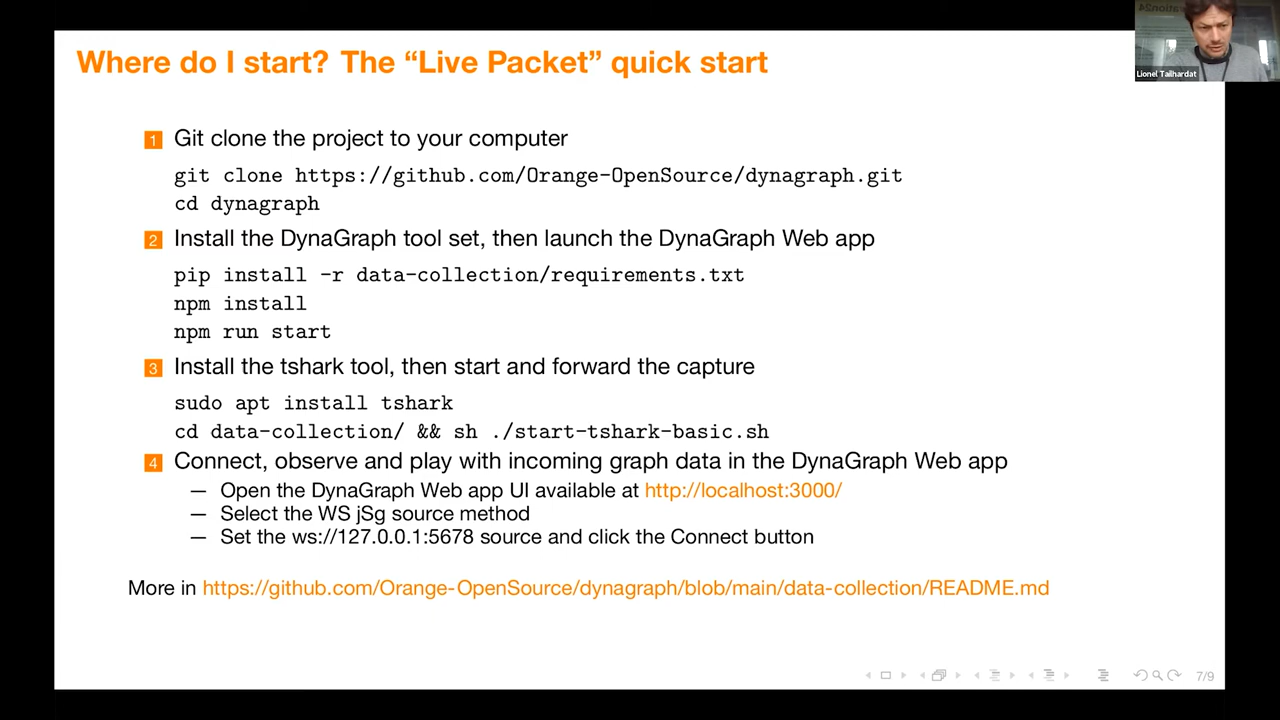 Where do I start? The “Live Packet” quick start
Lionel Tailhardat
1 Git clone the project to your computer
git clone https://github.com/Orange-OpenSource/dynagraph.git
cd dynagraph
2 Install the DynaGraph tool set, then launch the DynaGraph Web app
pip install -r data-collection/requirements.txt
npm install
npm run start
3 Install the tshark tool, then start and forward the capture
sudo apt install tshark
cd data-collection/ && sh ./start-tshark-basic.sh
4 Connect, observe and play with incoming graph data in the DynaGraph Web app
— Open the DynaGraph Web app UI available at http://localhost:3000/
— Select the WS jSg source method
— Set the ws://127.0.0.1:5678 source and click the Connect button
More in https://github.com/Orange-OpenSource/dynagraph/blob/main/data-collection/README.md
7/9